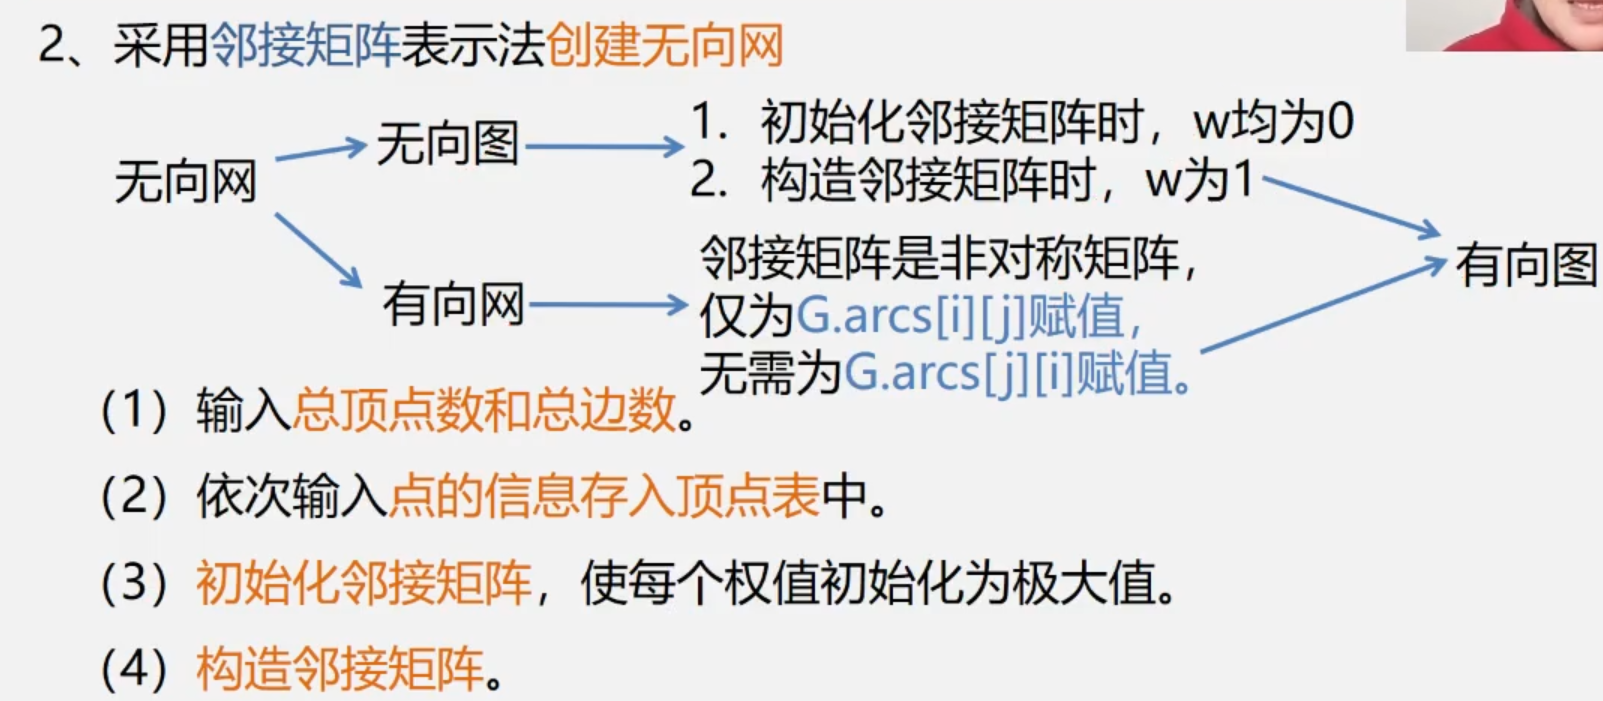 2、采用邻接矩阵表示法创建无向网
无向网
无向图
1. 初始化邻接矩阵时，w均为0
2. 构造邻接矩阵时，w为1
有向网
邻接矩阵是非对称矩阵，
仅为G.arcs[i][j]赋值，
无需为G.arcs[j][i]赋值。
有向图
（1）输入总顶点数和总边数。
（2）依次输入点的信息存入顶点表中。
（3）初始化邻接矩阵，使每个权值初始化为极大值。
（4）构造邻接矩阵。